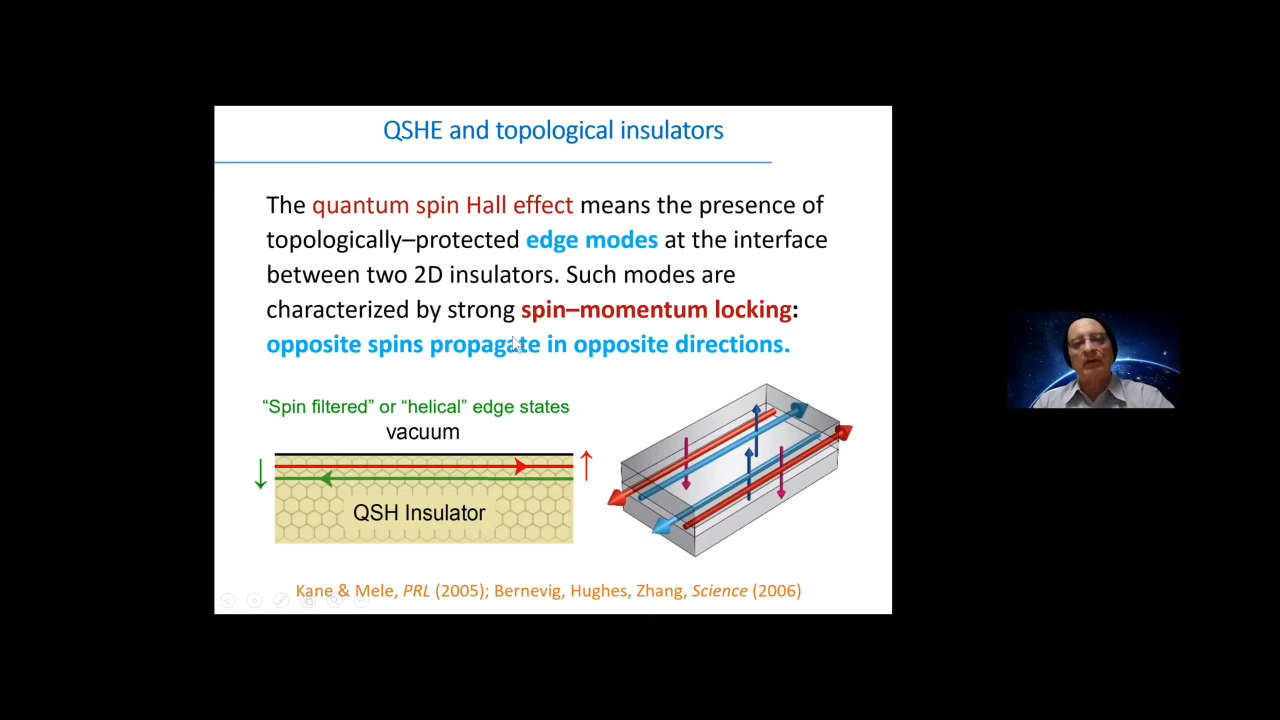 QSHE and topological insulators
The quantum spin Hall effect means the presence of
topologically–protected edge modes at the interface
between two 2D insulators. Such modes are
characterized by strong spin–momentum locking:
opposite spins propagate in opposite directions.
“Spin filtered” or “helical” edge states
vacuum
QSH Insulator
Kane & Mele, PRL (2005); Bernevig, Hughes, Zhang, Science (2006)